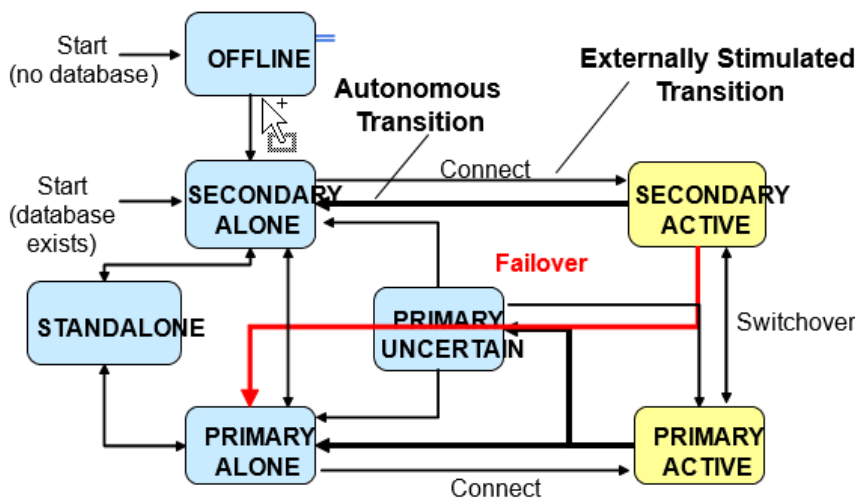 Start
(no database)
OFFLINE
Autonomous
Transition
Externally Stimulated
Transition
Start
(database
exists)
SECONDARY
ALONE
Connect
SECONDARY
ACTIVE
Failover
STANDALONE
PRIMARY
UNCERTAIN
Switchover
PRIMARY
ALONE
Connect
PRIMARY
ACTIVE